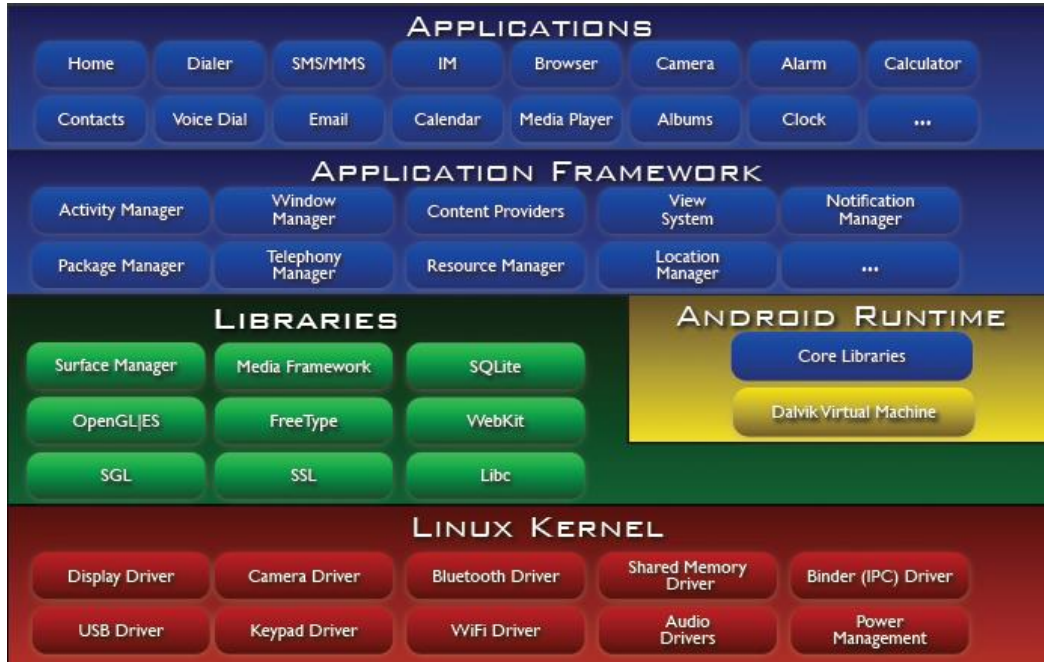 APPLICATIONS
Home Dialer SMS/MMS IM Browser Camera Alarm Calculator
Contacts Voice Dial Email Calendar Media Player Albums Clock ...
APPLICATION FRAMEWORK
Activity Manager Window Manager Content Providers View System Notification Manager
Package Manager Telephony Manager Resource Manager Location Manager ...
LIBRARIES
Surface Manager Media Framework SQLite
OpenGL|ES FreeType WebKit
SGL SSL Libc
ANDROID RUNTIME
Core Libraries
Dalvik Virtual Machine
LINUX KERNEL
Display Driver Camera Driver Bluetooth Driver Shared Memory Driver Binder (IPC) Driver
USB Driver Keypad Driver WiFi Driver Audio Drivers Power Management